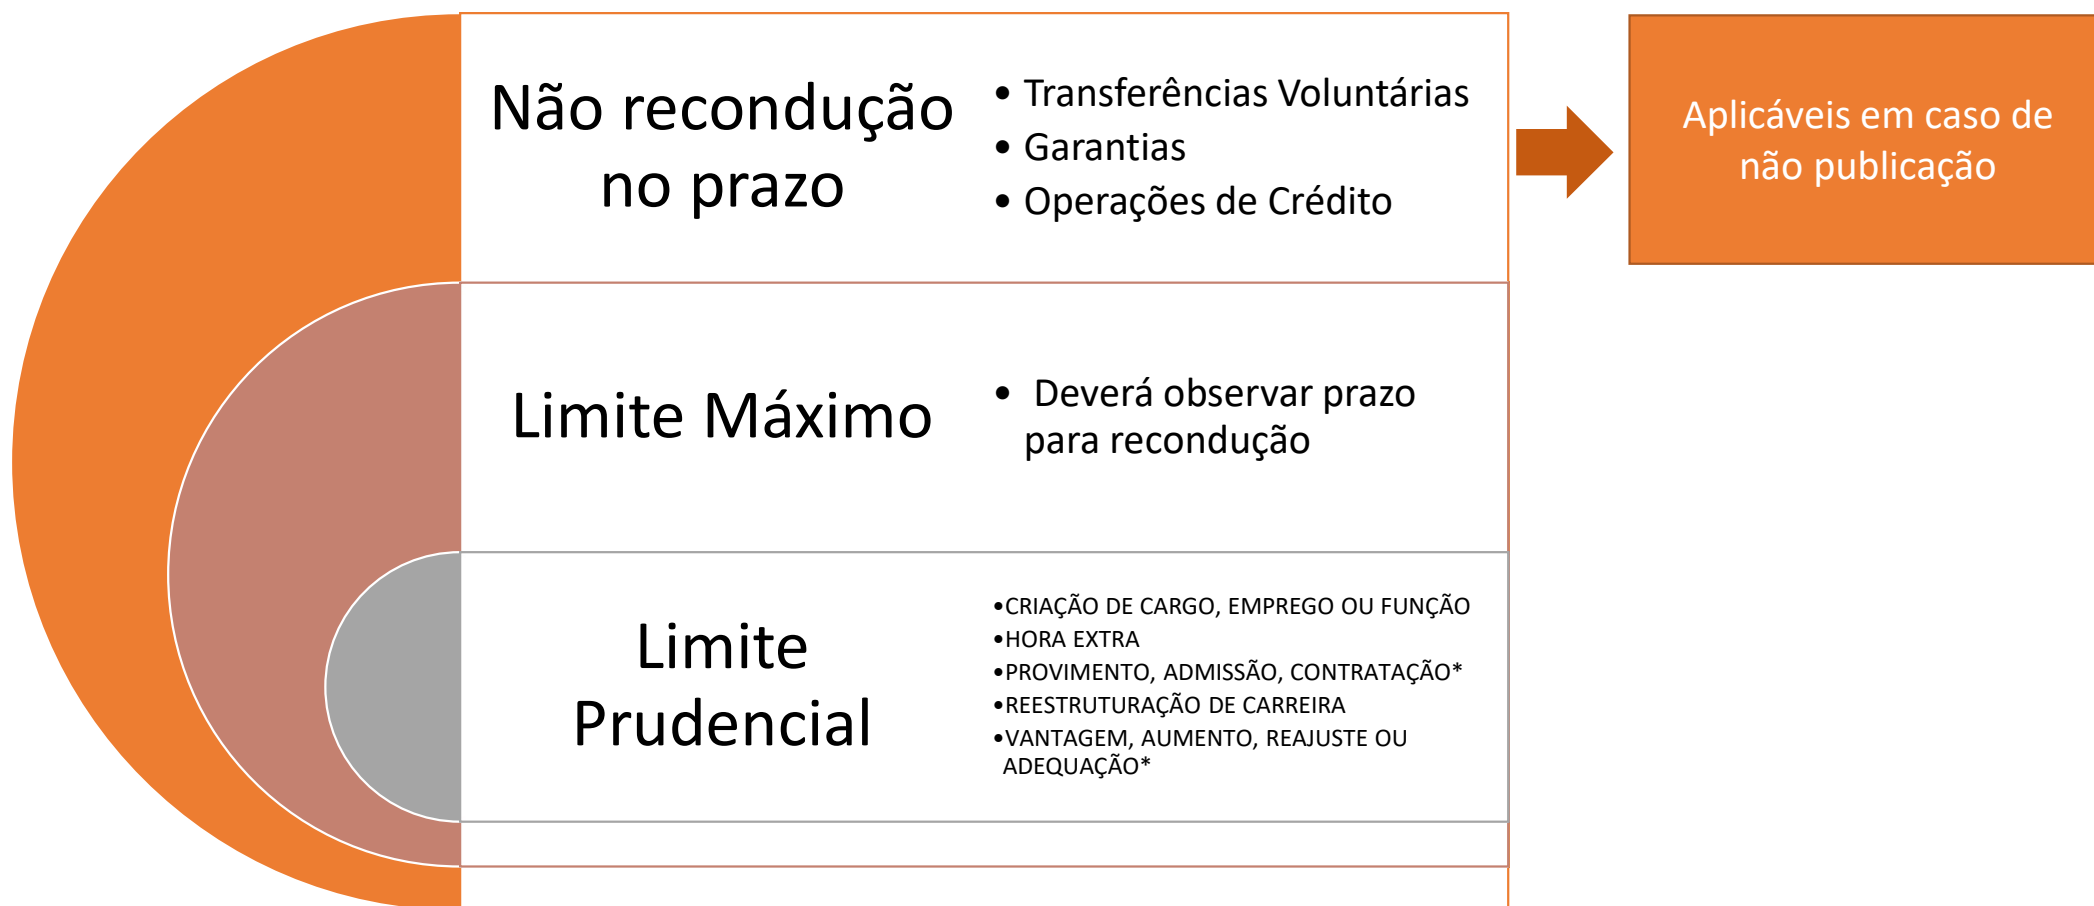 Não recondução
no prazo
• Transferências Voluntárias
• Garantias
• Operações de Crédito
Aplicáveis em caso de
não publicação
Limite Máximo
• Deverá observar prazo
para recondução
Limite
Prudencial
•CRIAÇÃO DE CARGO, EMPREGO OU FUNÇÃO
•HORA EXTRA
•PROVIMENTO, ADMISSÃO, CONTRATAÇÃO*
•REESTRUTURAÇÃO DE CARREIRA
•VANTAGEM, AUMENTO, REAJUSTE OU
ADEQUAÇÃO*